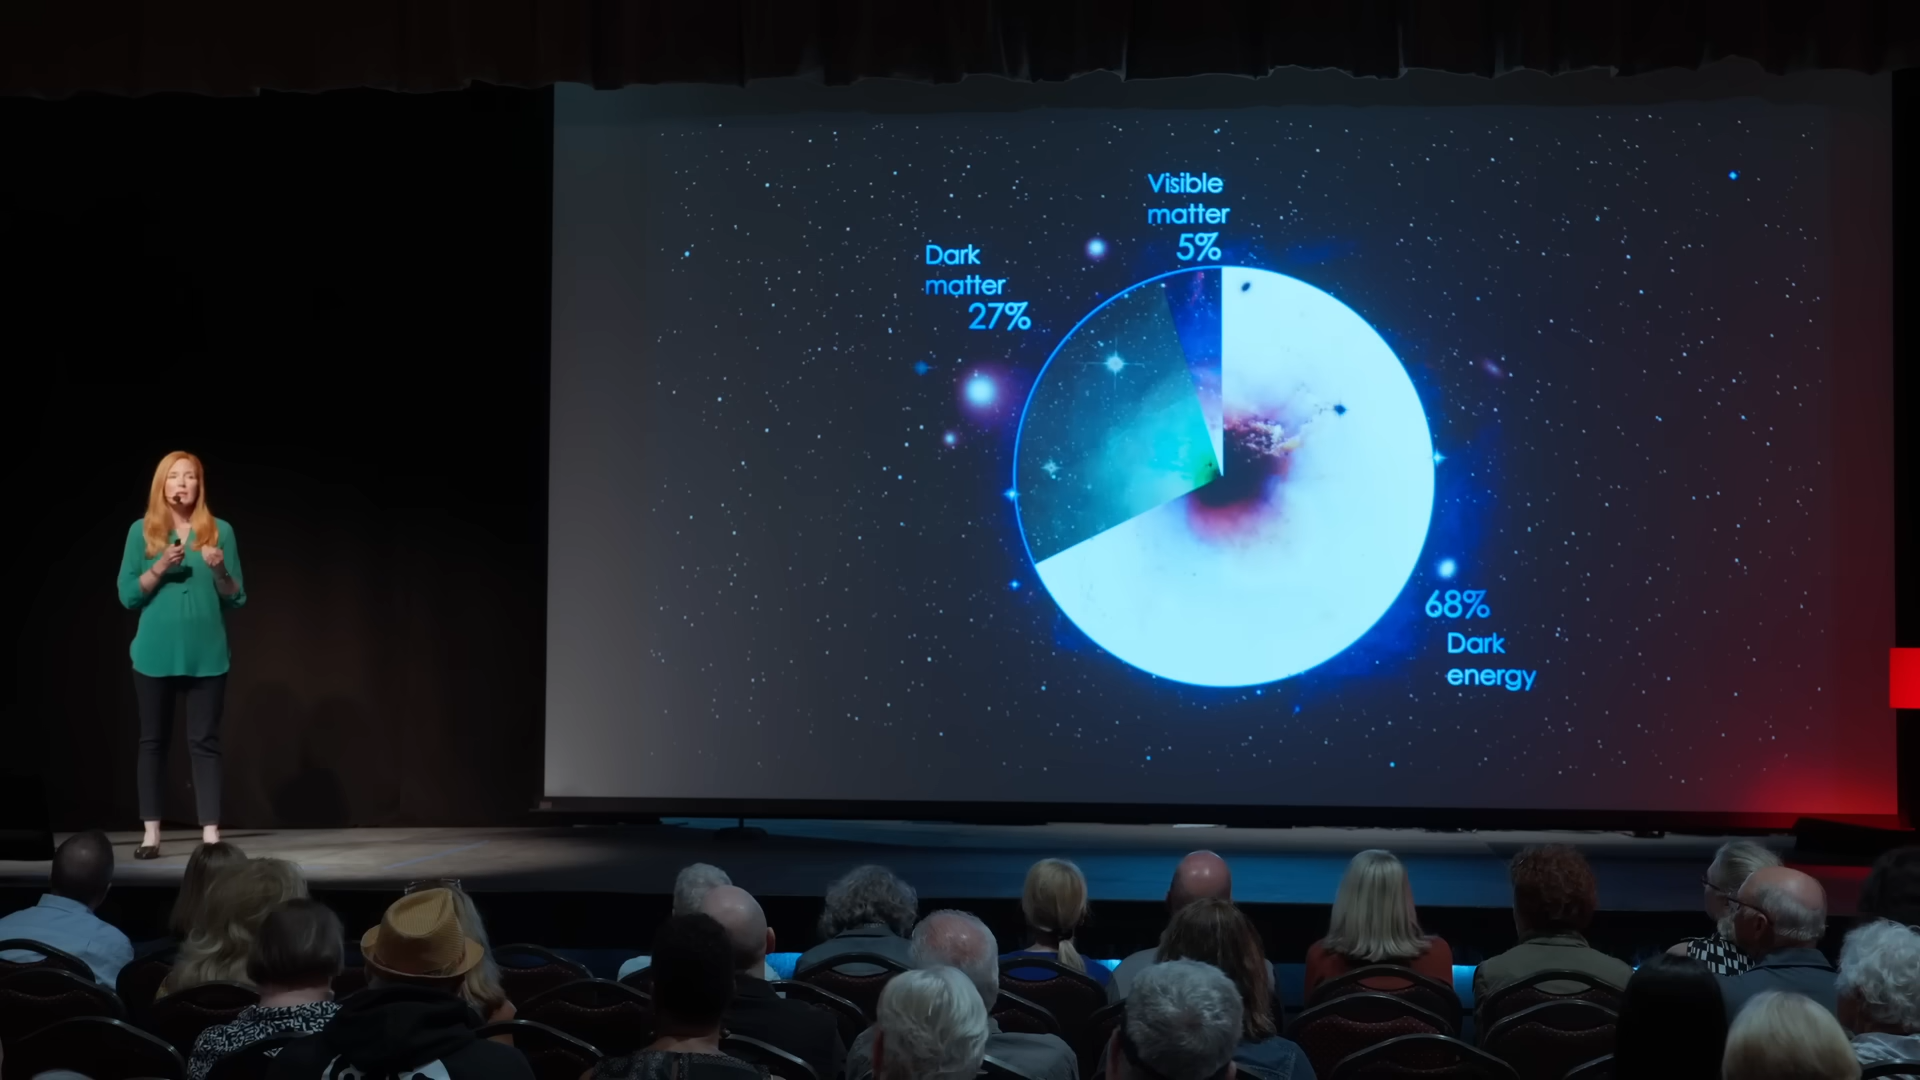 Visible
matter
5%
Dark
matter
27%
68%
Dark
energy